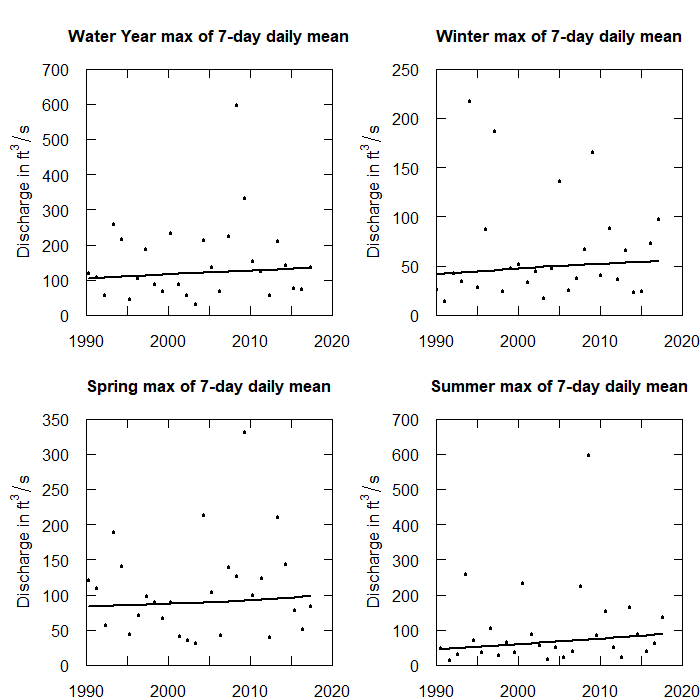 Water Year max of 7-day daily mean
Discharge in ft³/s
700
600
500
400
300
200
100
0
1990 2000 2010 2020
Winter max of 7-day daily mean
Discharge in ft³/s
250
200
150
100
50
0
1990 2000 2010 2020
Spring max of 7-day daily mean
Discharge in ft³/s
350
300
250
200
150
100
50
0
1990 2000 2010 2020
Summer max of 7-day daily mean
Discharge in ft³/s
700
600
500
400
300
200
100
0
1990 2000 2010 2020